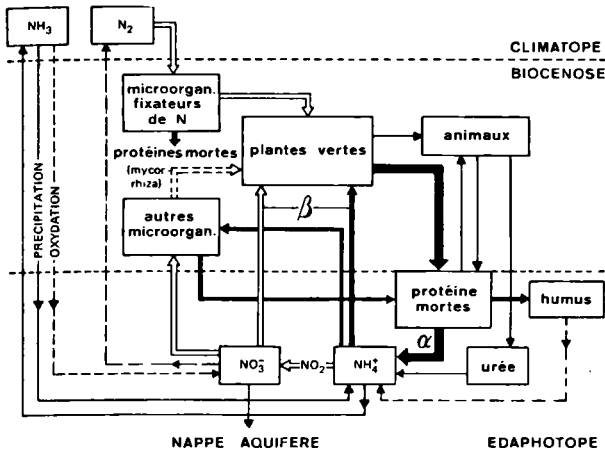 NH3
N2
CLIMATOPE
BIOCENOSE
microorgan.
fixateurs
de N
protéines mortes
(mycor-
rhiza)
plantes vertes
animaux
PRECIPITATION
OXYDATION
autres
microorgan.
β
protéine
mortes
humus
α
NO3-
NO2-
NH4+
urée
NAPPE AQUIFERE
EDAPHOTOPE